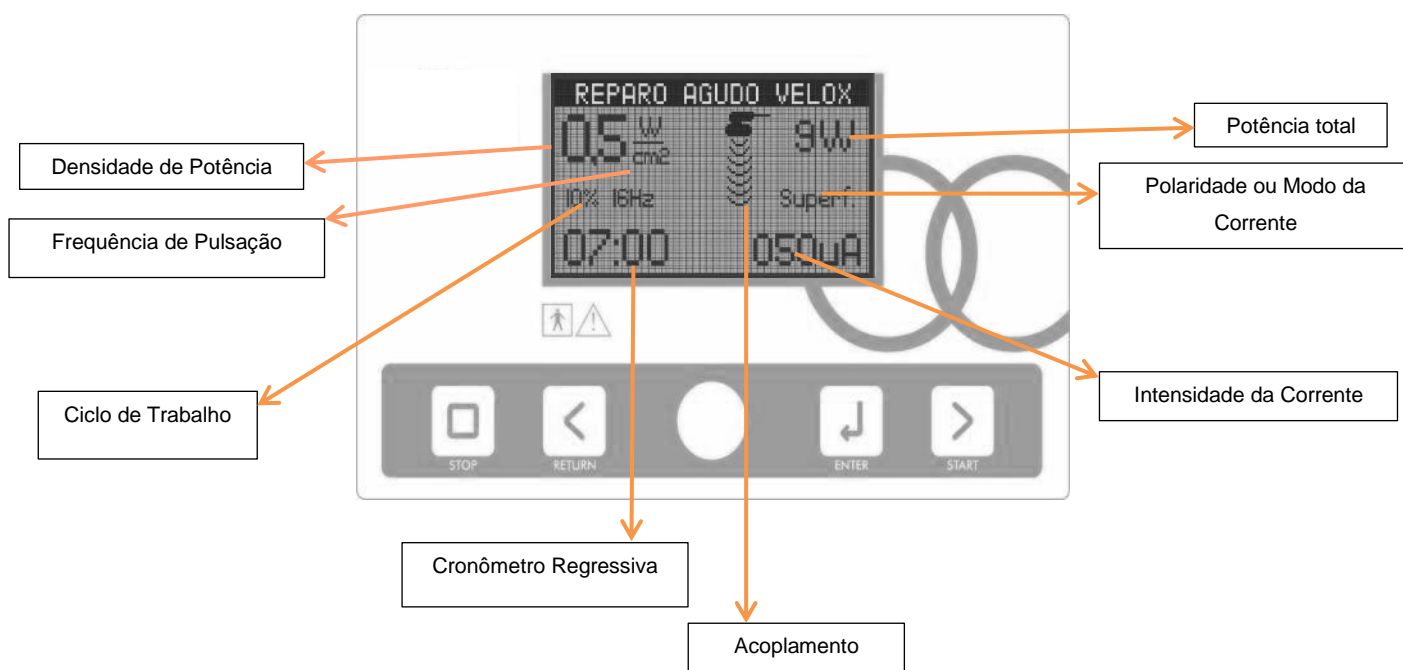 REPARO AGUDO VELOX
0.5 W/cm2
9W
10% 16Hz
Superf.
07:00
050uA
Potência total
Densidade de Potência
Polaridade ou Modo da
Corrente
Frequência de Pulsação
Ciclo de Trabalho
Intensidade da Corrente
STOP
RETURN
ENTER
START
Cronômetro Regressiva
Acoplamento